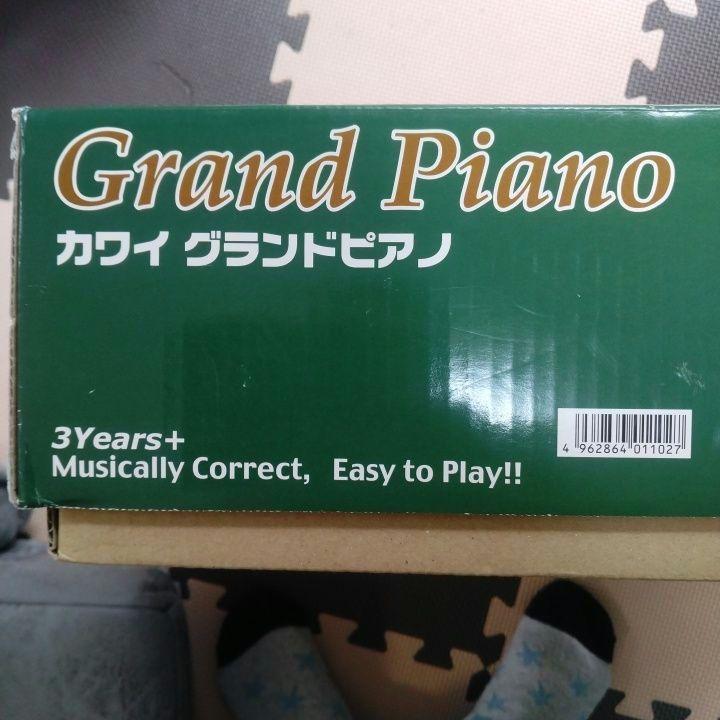 Grand Piano
カワイ グランドピアノ
3Years+
Musically Correct, Easy to Play!!
4 962864 011027